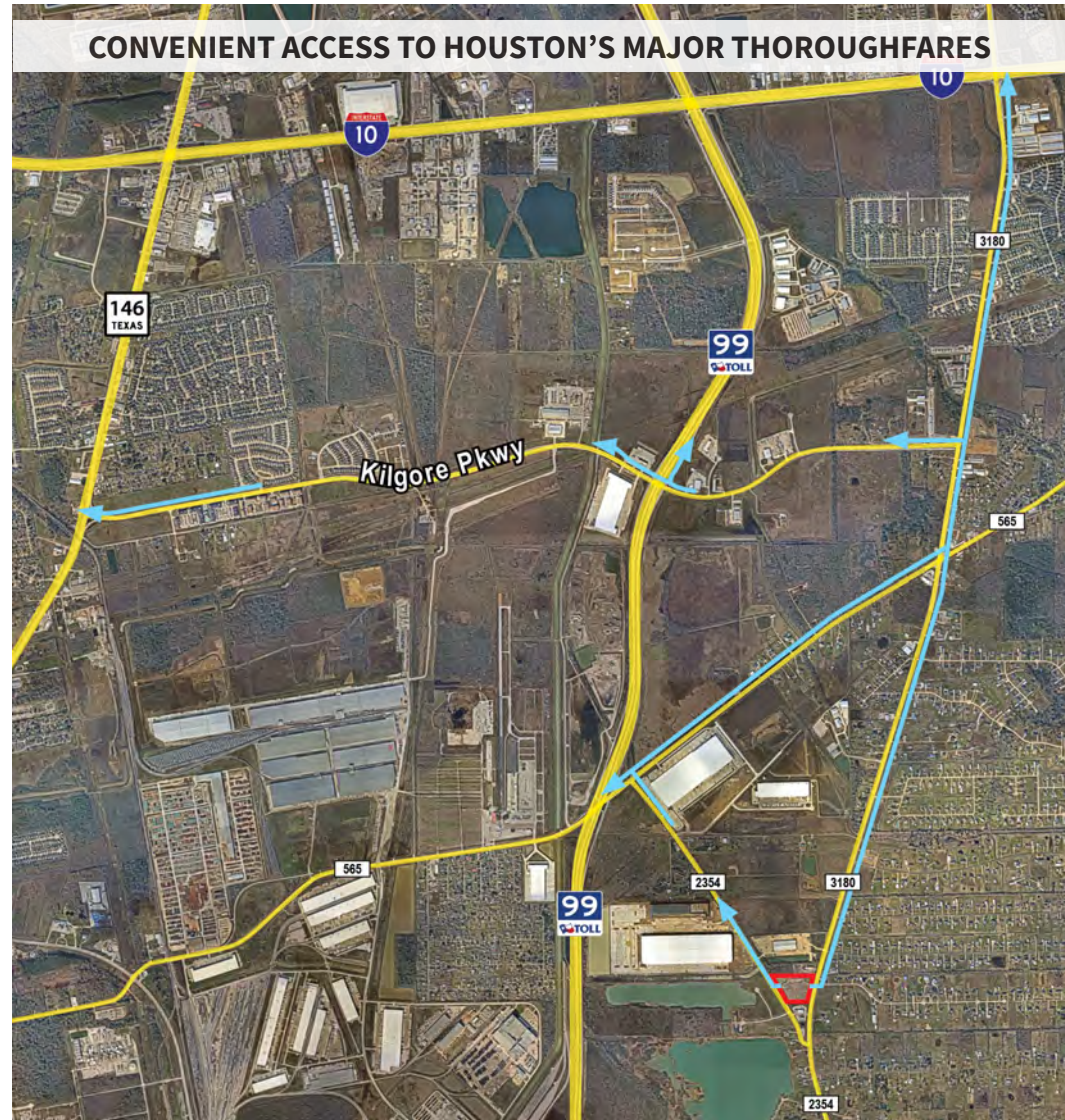 CONVENIENT ACCESS TO HOUSTON'S MAJOR THOROUGHFARES
10
INTERSTATE
10
3180
146
TEXAS
99
TOLL
Kilgore Pkwy
565
565
2354
3180
99
TOLL
2354